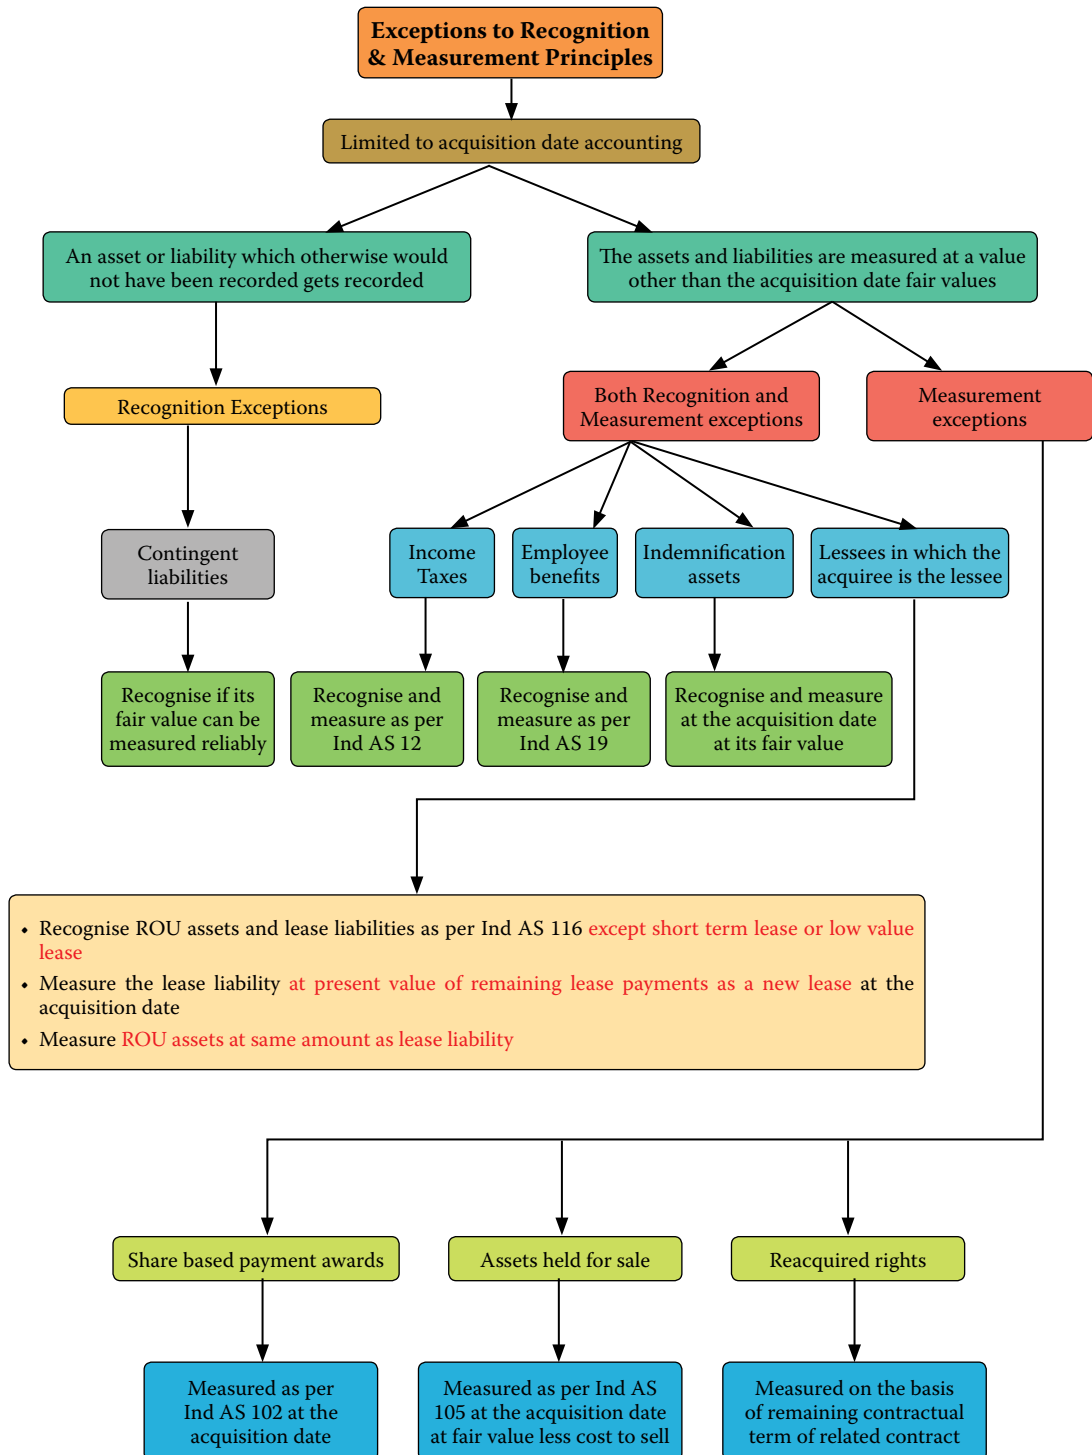 Exceptions to Recognition
& Measurement Principles
Limited to acquisition date accounting
An asset or liability which otherwise would
not have been recorded gets recorded
The assets and liabilities are measured at a value
other than the acquisition date fair values
Recognition Exceptions
Both Recognition and
Measurement exceptions
Measurement
exceptions
Contingent
liabilities
Income
Taxes
Employee
benefits
Indemnification
assets
Lessees in which the
acquiree is the lessee
Recognise if its
fair value can be
measured reliably
Recognise and
measure as per
Ind AS 12
Recognise and
measure as per
Ind AS 19
Recognise and measure
at the acquisition date
at its fair value
• Recognise ROU assets and lease liabilities as per Ind AS 116 except short term lease or low value
lease
• Measure the lease liability at present value of remaining lease payments as a new lease at the
acquisition date
• Measure ROU assets at same amount as lease liability
Share based payment awards
Assets held for sale
Reacquired rights
Measured as per
Ind AS 102 at the
acquisition date
Measured as per Ind AS
105 at the acquisition date
at fair value less cost to sell
Measured on the basis
of remaining contractual
term of related contract